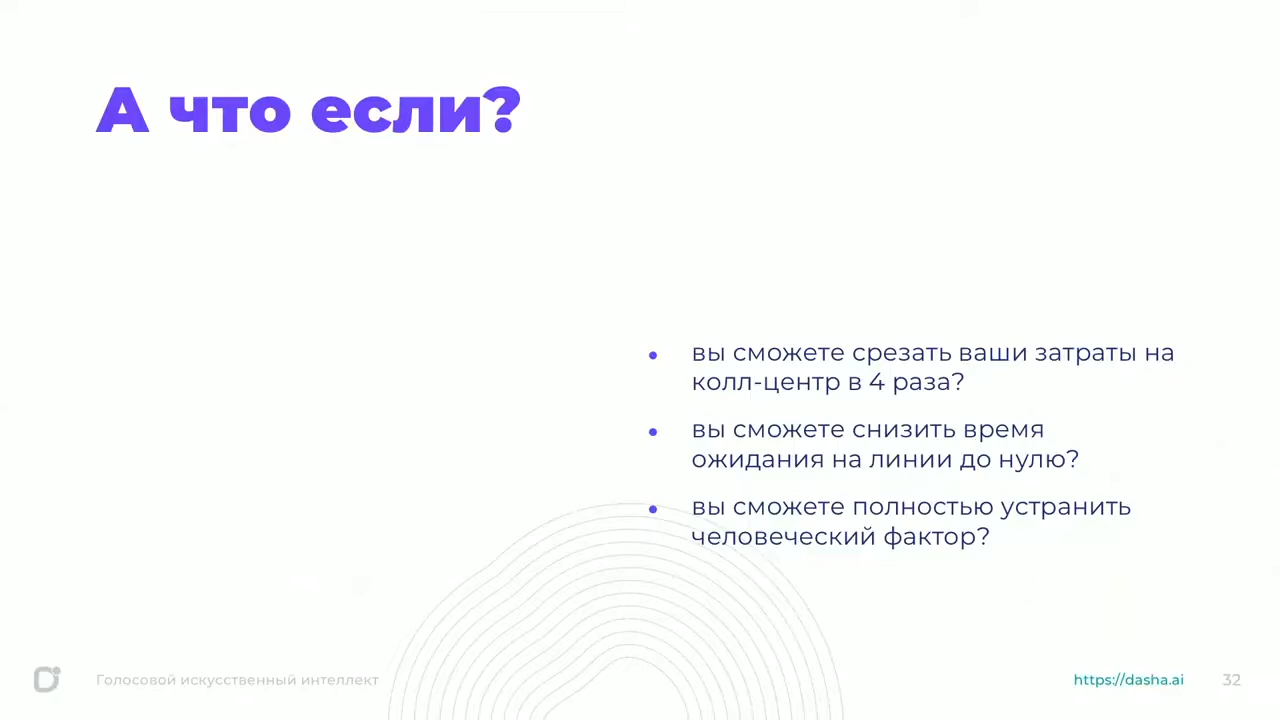 А что если?
• вы сможете срезать ваши затраты на
колл-центр в 4 раза?
• вы сможете снизить время
ожидания на линии до нулю?
• вы сможете полностью устранить
человеческий фактор?
Голосовой искусственный интеллект
https://dasha.ai
32